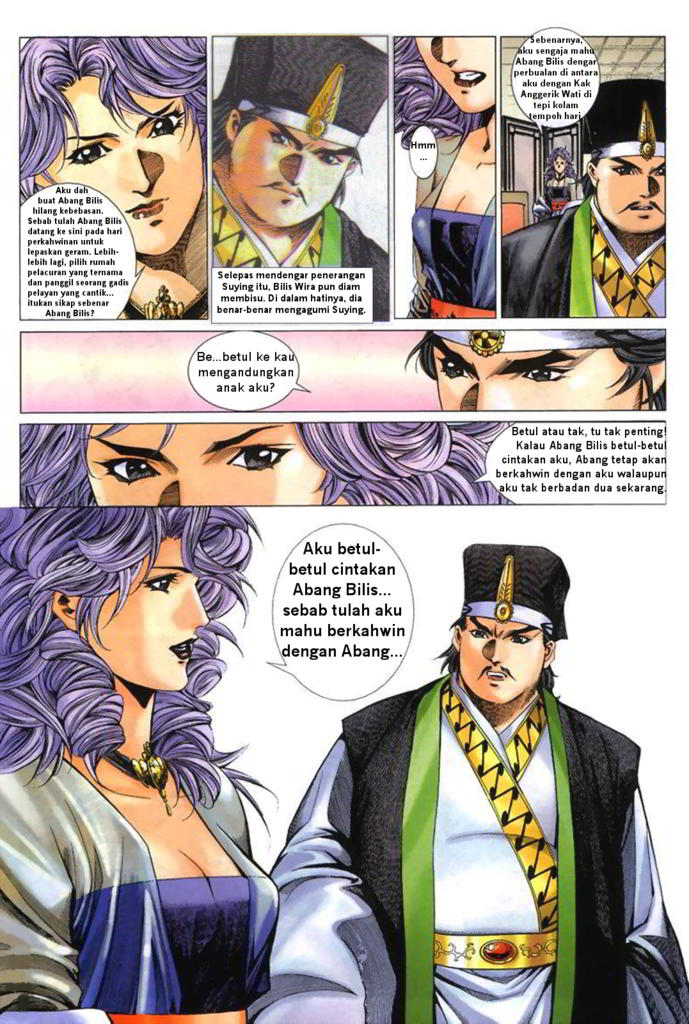 Aku dah
buat Abang Bilis
hilang kebebasan.
Sebab tulah Abang Bilis
datang ke sini pada hari
perkahwinan untuk
lepaskan geram. Lebih-
lebih lagi, pilih rumah
pelacuran yang ternama
dan panggil seorang gadis
pelayan yang cantik...
itukan sikap sebenar
Abang Bilis?
Selepas mendengar penerangan
Suying itu, Bilis Wira pun diam
membisu. Di dalam hatinya, dia
benar-benar mengagumi Suying.
Hmm
...
Sebenarnya,
aku sengaja mahu
Abang Bilis dengar
perbualan di antara
aku dengan Kak
Anggerik Wati di
tepi kolam
tempoh hari.
Be...betul ke kau
mengandungkan
anak aku?
Betul atau tak, tu tak penting!
Kalau Abang Bilis betul-betul
cintakan aku, Abang tetap akan
berkahwin dengan aku walaupun
aku tak berbadan dua sekarang.
Aku betul-
betul cintakan
Abang Bilis...
sebab tulah aku
mahu berkahwin
dengan Abang...